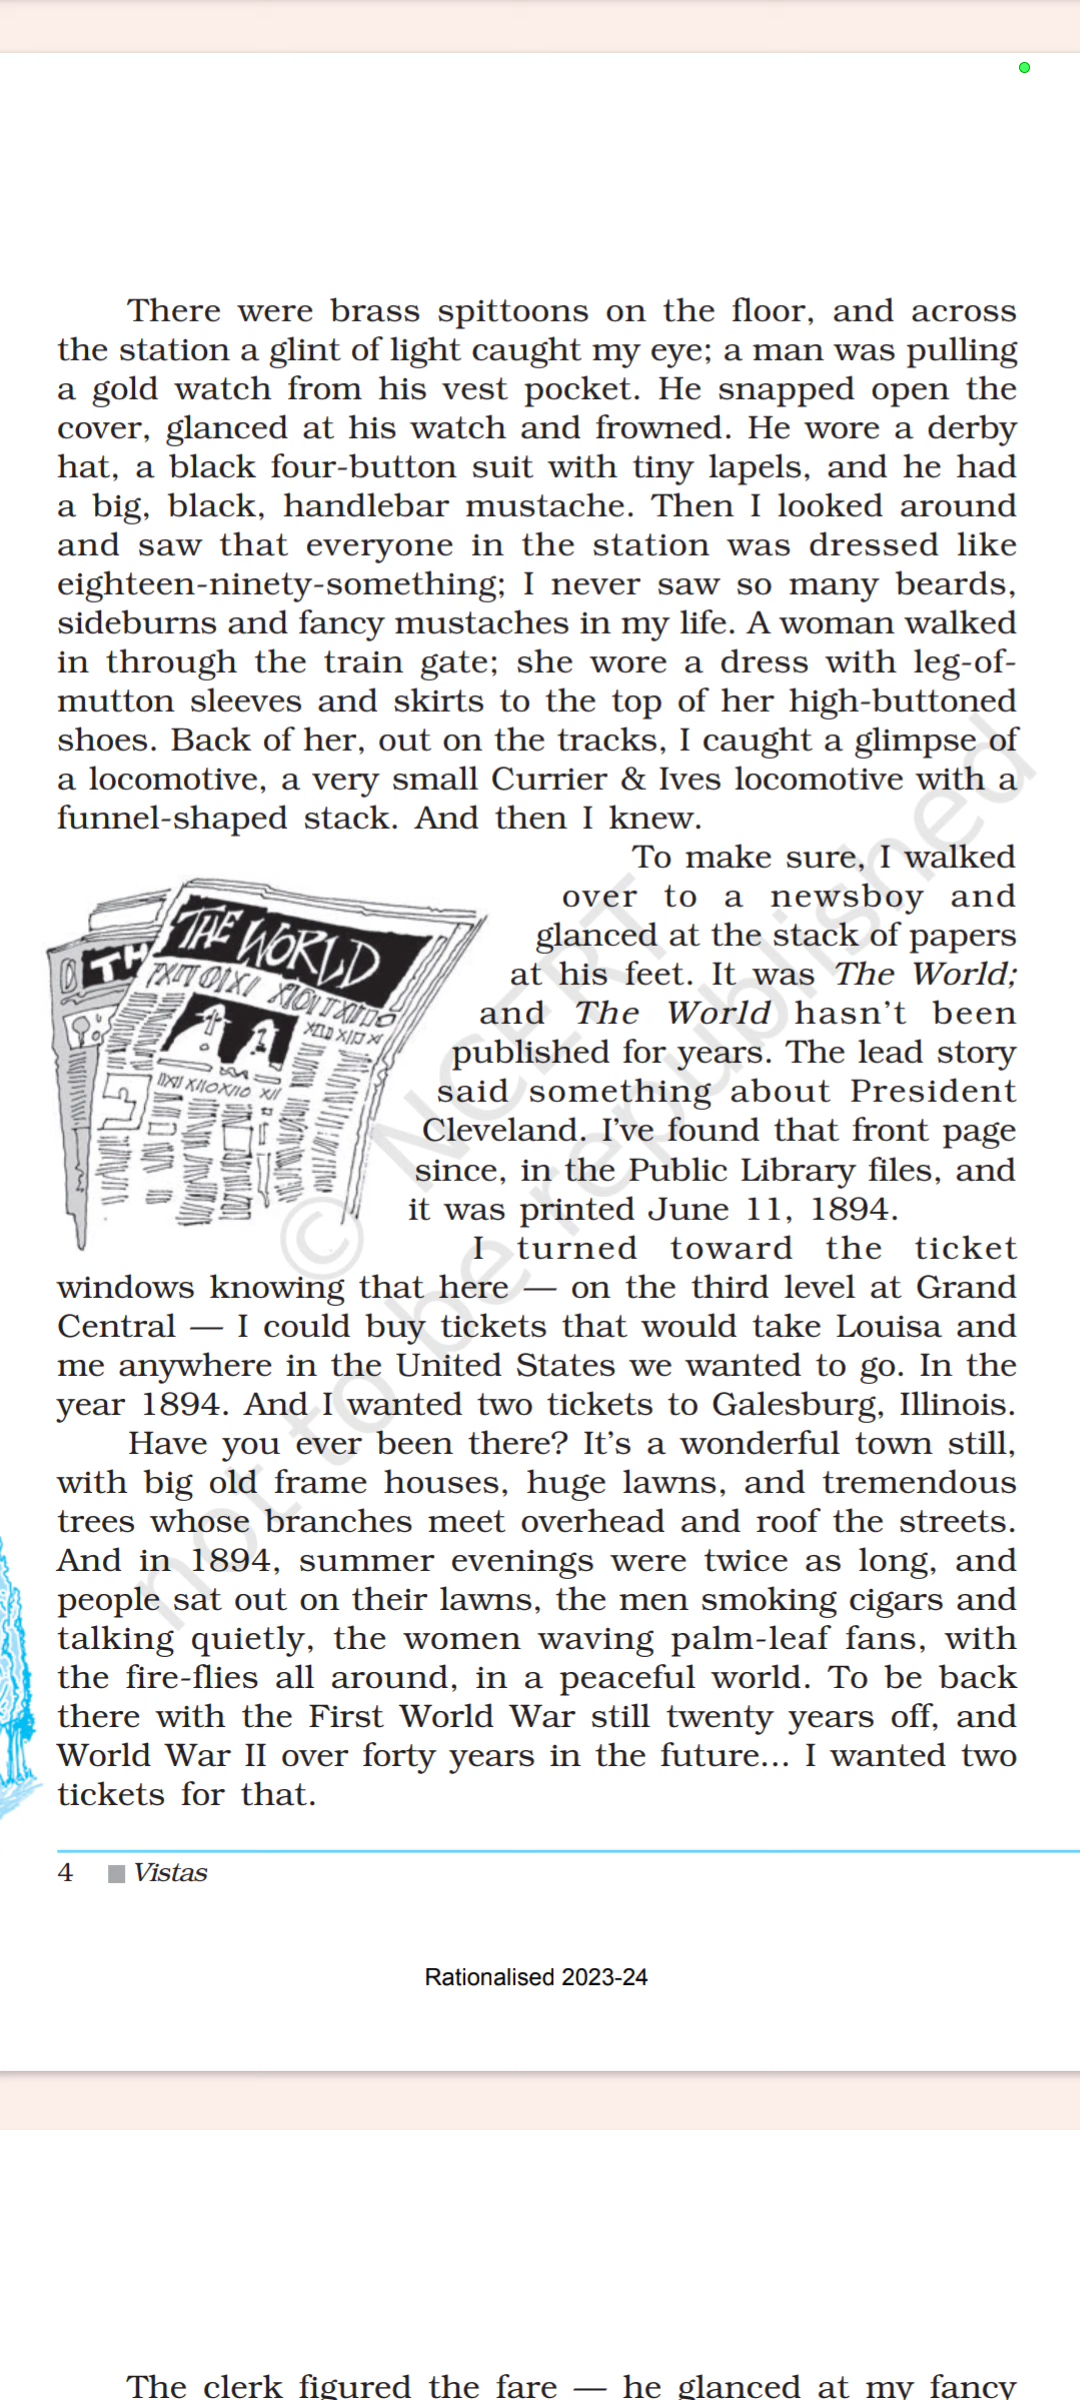 There were brass spittoons on the floor, and across
the station a glint of light caught my eye; a man was pulling
a gold watch from his vest pocket. He snapped open the
cover, glanced at his watch and frowned. He wore a derby
hat, a black four-button suit with tiny lapels, and he had
a big, black, handlebar mustache. Then I looked around
and saw that everyone in the station was dressed like
eighteen-ninety-something; I never saw so many beards,
sideburns and fancy mustaches in my life. A woman walked
in through the train gate; she wore a dress with leg-of-
mutton sleeves and skirts to the top of her high-buttoned
shoes. Back of her, out on the tracks, I caught a glimpse of
a locomotive, a very small Currier & Ives locomotive with a
funnel-shaped stack. And then I knew.
To make sure, I walked
over to a newsboy and
glanced at the stack of papers
at his feet. It was The World;
and The World hasn't been
published for years. The lead story
said something about President
Cleveland. I've found that front page
since, in the Public Library files, and
it was printed June 11, 1894.
THE WORLD
TH
I turned toward the ticket
windows knowing that here — on the third level at Grand
Central — I could buy tickets that would take Louisa and
me anywhere in the United States we wanted to go. In the
year 1894. And I wanted two tickets to Galesburg, Illinois.
Have you ever been there? It's a wonderful town still,
with big old frame houses, huge lawns, and tremendous
trees whose branches meet overhead and roof the streets.
And in 1894, summer evenings were twice as long, and
people sat out on their lawns, the men smoking cigars and
talking quietly, the women waving palm-leaf fans, with
the fire-flies all around, in a peaceful world. To be back
there with the First World War still twenty years off, and
World War II over forty years in the future... I wanted two
tickets for that.
© NCERT
not to be republished
4 Vistas
Rationalised 2023-24
The clerk figured the fare — he glanced at my fancy